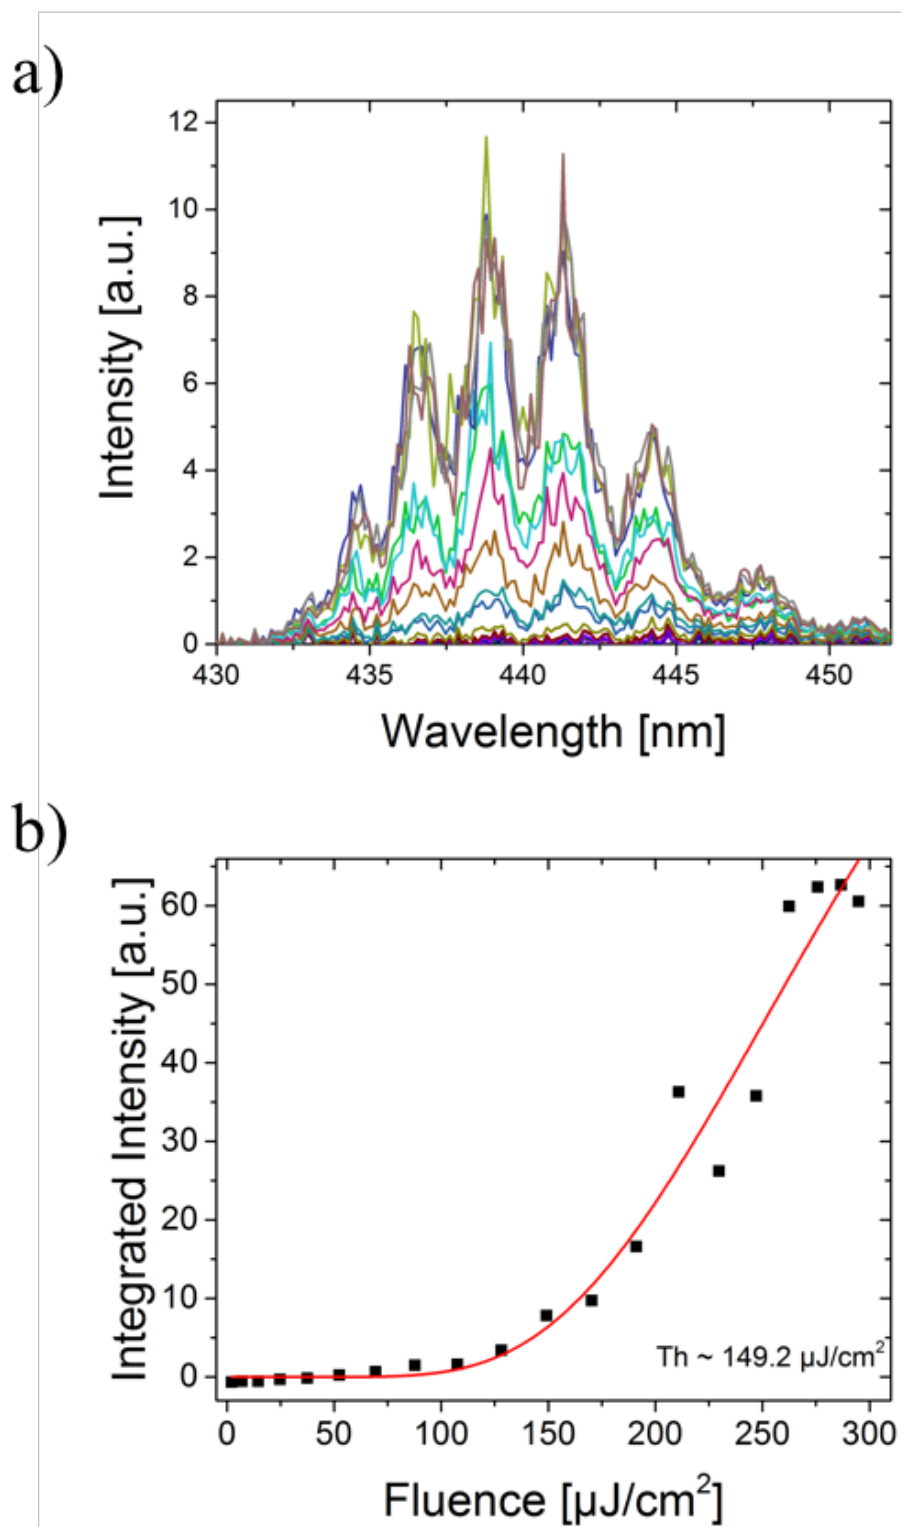 a)
12
10
8
6
4
2
0
Intensity [a.u.]
430 435 440 445 450
Wavelength [nm]
b)
60
50
40
30
20
10
0
Integrated Intensity [a.u.]
Th ~ 149.2 µJ/cm²
0 50 100 150 200 250 300
Fluence [µJ/cm²]